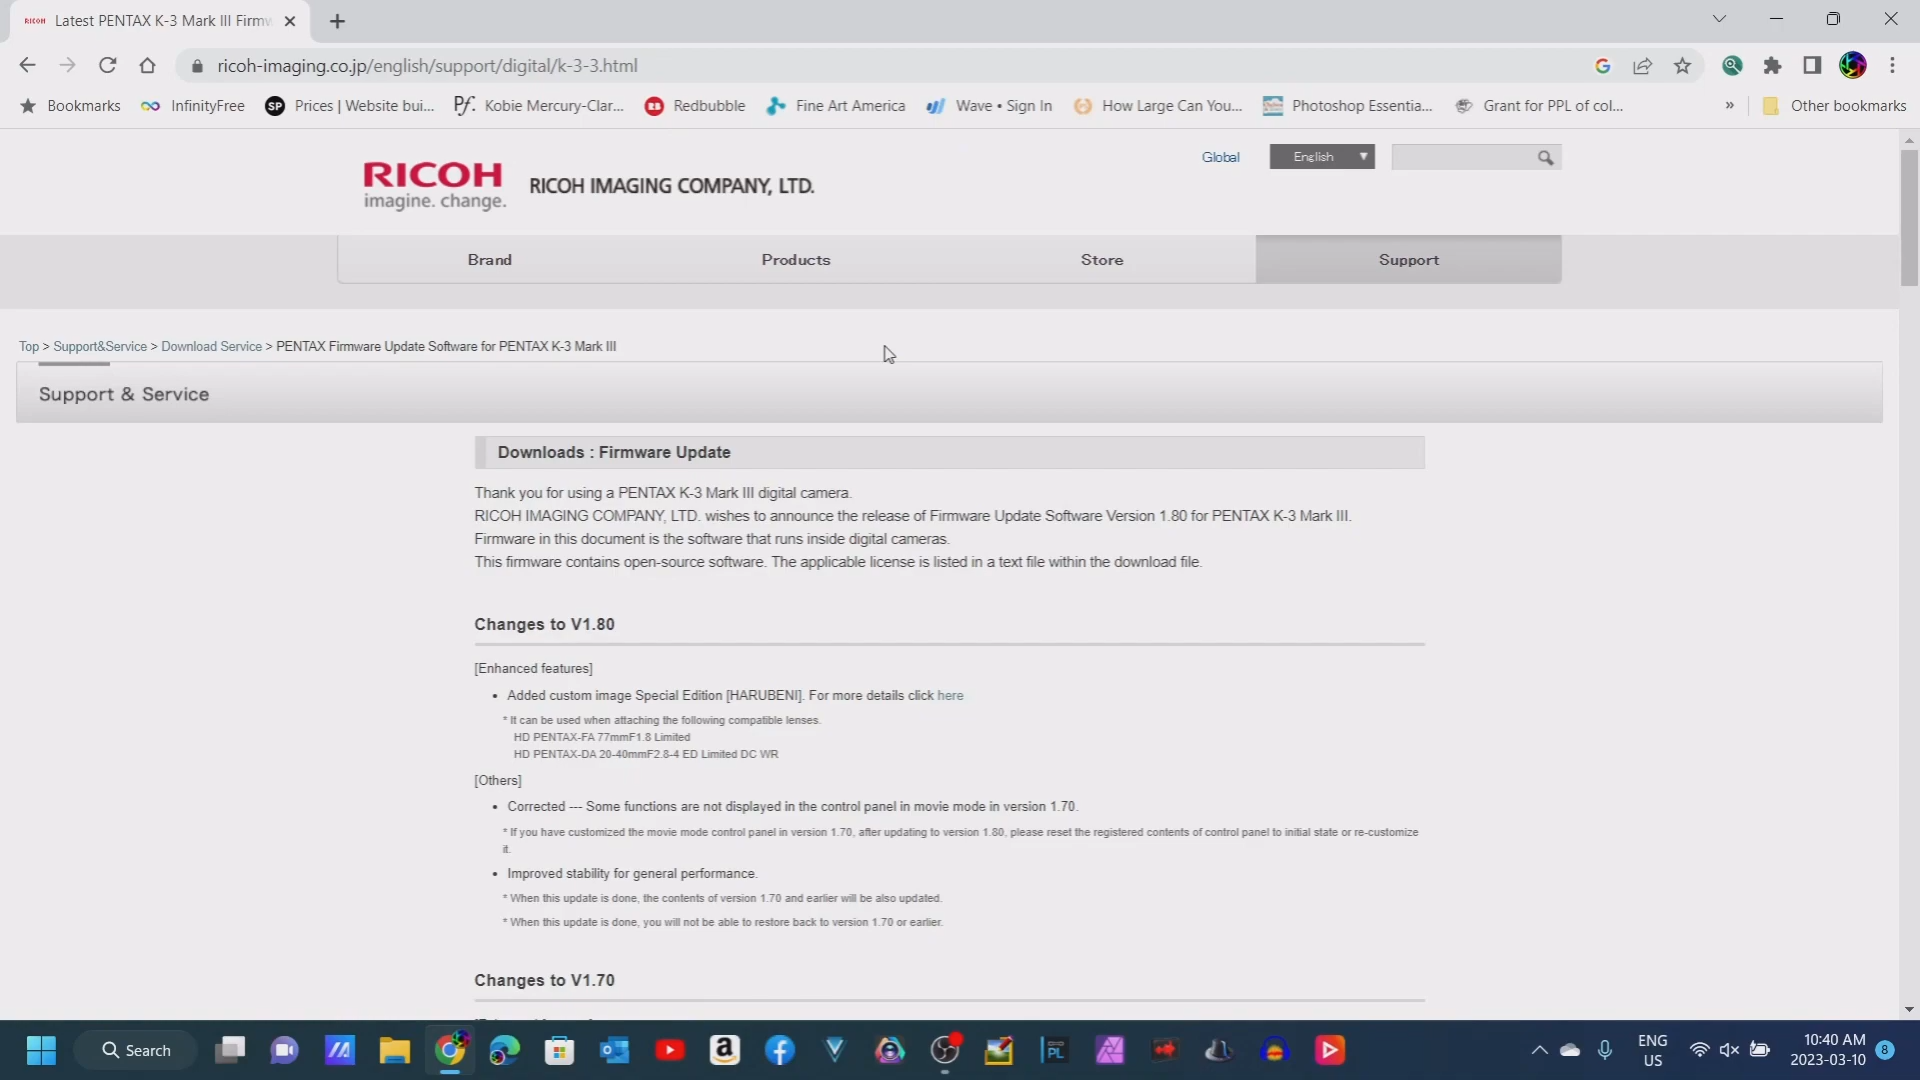 RICOH
Latest PENTAX K-3 Mark III Firmw
ricoh-imaging.co.jp/english/support/digital/k-3-3.html
Bookmarks
InfinityFree
SP
Prices | Website bui...
Pf.
Kobie Mercury-Clar...
Redbubble
Fine Art America
Wave • Sign In
How Large Can You...
Photoshop Essentia...
Grant for PPL of col...
»
Other bookmarks
RICOH
imagine. change.
RICOH IMAGING COMPANY, LTD.
Global
English
Brand
Products
Store
Support
Top > Support&Service > Download Service > PENTAX Firmware Update Software for PENTAX K-3 Mark III
Support & Service
Downloads : Firmware Update
Thank you for using a PENTAX K-3 Mark III digital camera.
RICOH IMAGING COMPANY, LTD. wishes to announce the release of Firmware Update Software Version 1.80 for PENTAX K-3 Mark III.
Firmware in this document is the software that runs inside digital cameras.
This firmware contains open-source software. The applicable license is listed in a text file within the download file.
Changes to V1.80
[Enhanced features]
• Added custom image Special Edition [HARUBENI]. For more details click here
* It can be used when attaching the following compatible lenses.
HD PENTAX-FA 77mmF1.8 Limited
HD PENTAX-DA 20-40mmF2.8-4 ED Limited DC WR
[Others]
• Corrected --- Some functions are not displayed in the control panel in movie mode in version 1.70.
* If you have customized the movie mode control panel in version 1.70, after updating to version 1.80, please reset the registered contents of control panel to initial state or re-customize
it.
• Improved stability for general performance.
* When this update is done, the contents of version 1.70 and earlier will be also updated.
* When this update is done, you will not be able to restore back to version 1.70 or earlier.
Changes to V1.70
Search
PL
ENG
US
10:40 AM
2023-03-10
8